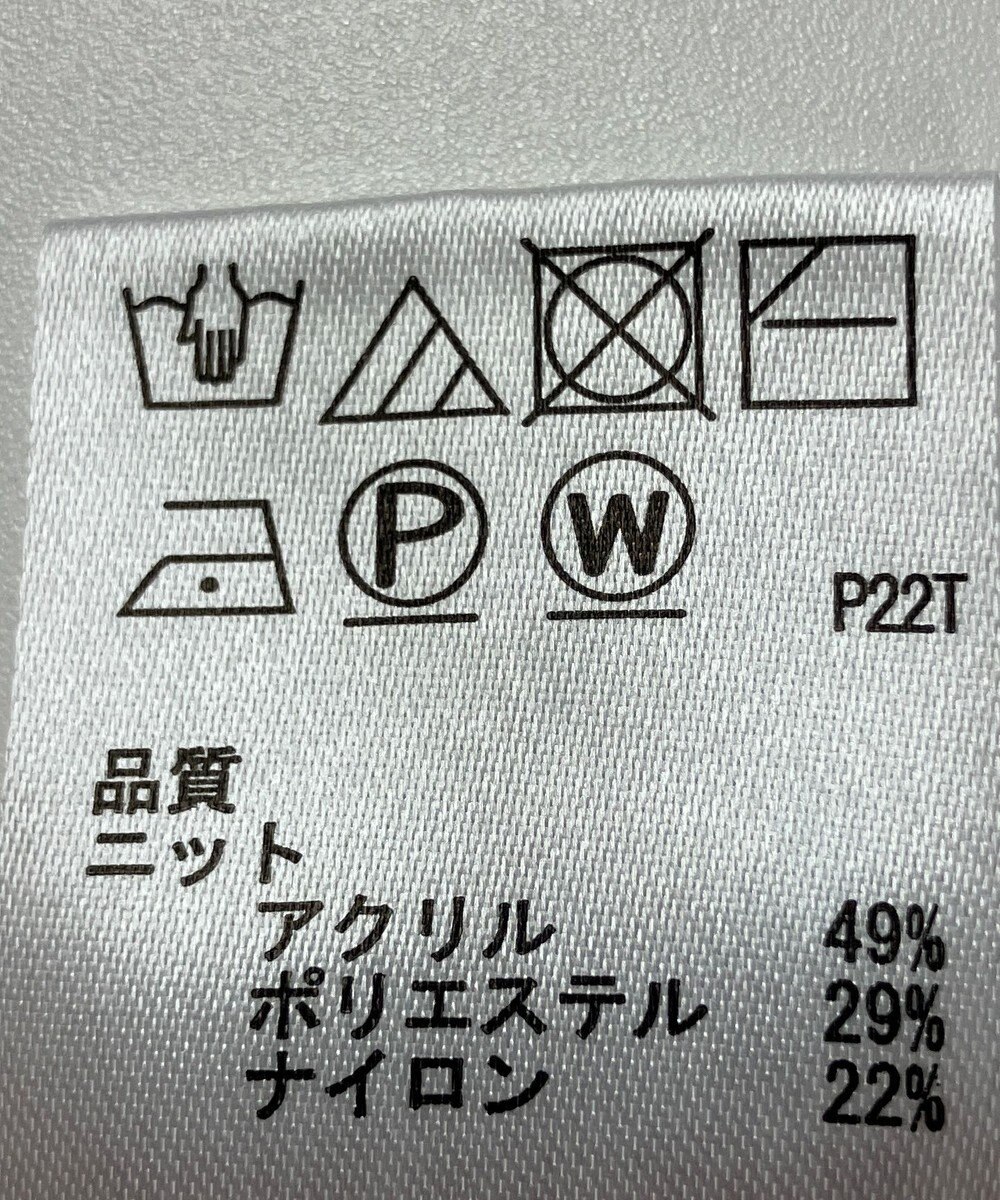 P W
P22T
品質
ニット
アクリル 49%
ポリエステル 29%
ナイロン 22%